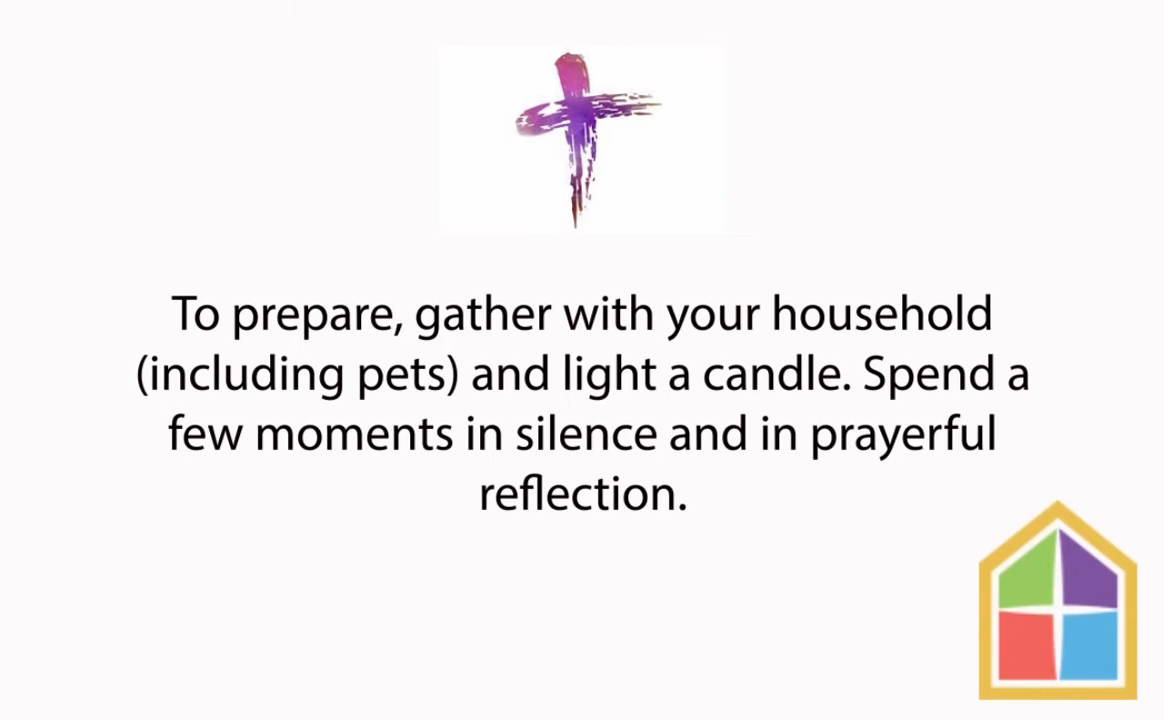 To prepare, gather with your household
(including pets) and light a candle. Spend a
few moments in silence and in prayerful
reflection.